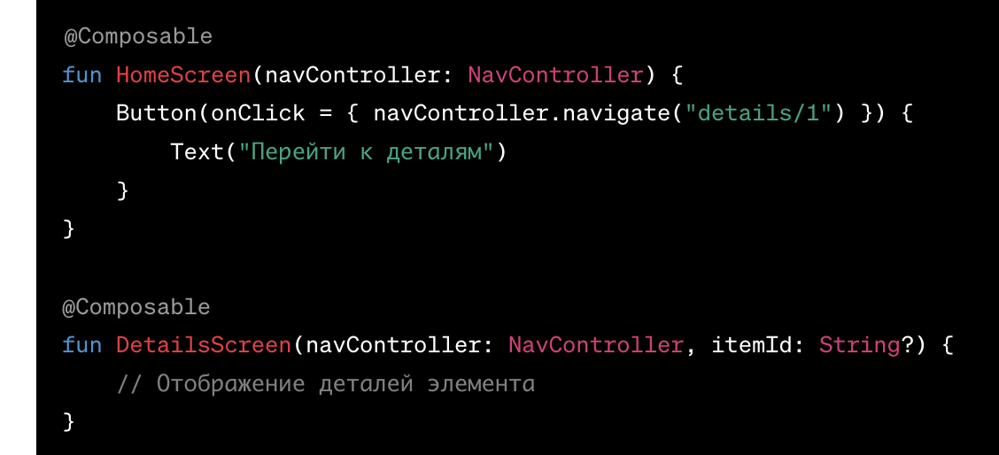 @Composable
fun HomeScreen(navController: NavController) {
    Button(onClick = { navController.navigate("details/1") }) {
        Text("Перейти к деталям")
    }
}
@Composable
fun DetailsScreen(navController: NavController, itemId: String?) {
    // Отображение деталей элемента
}